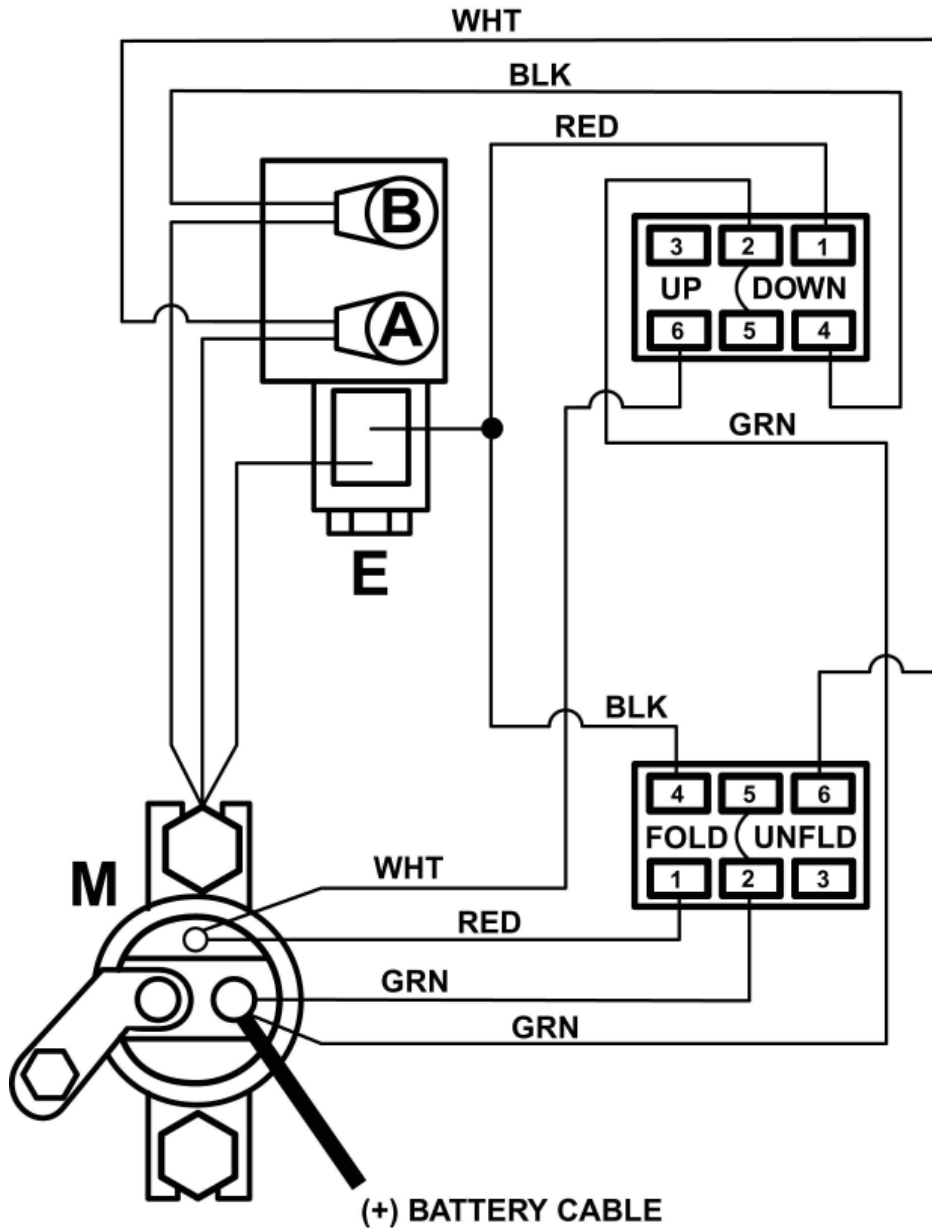 WHT
BLK
RED
B
3 2 1
UP DOWN
A
6 5 4
GRN
E
BLK
4 5 6
FOLD UNFLD
WHT
M
1 2 3
RED
GRN
GRN
(+) BATTERY CABLE